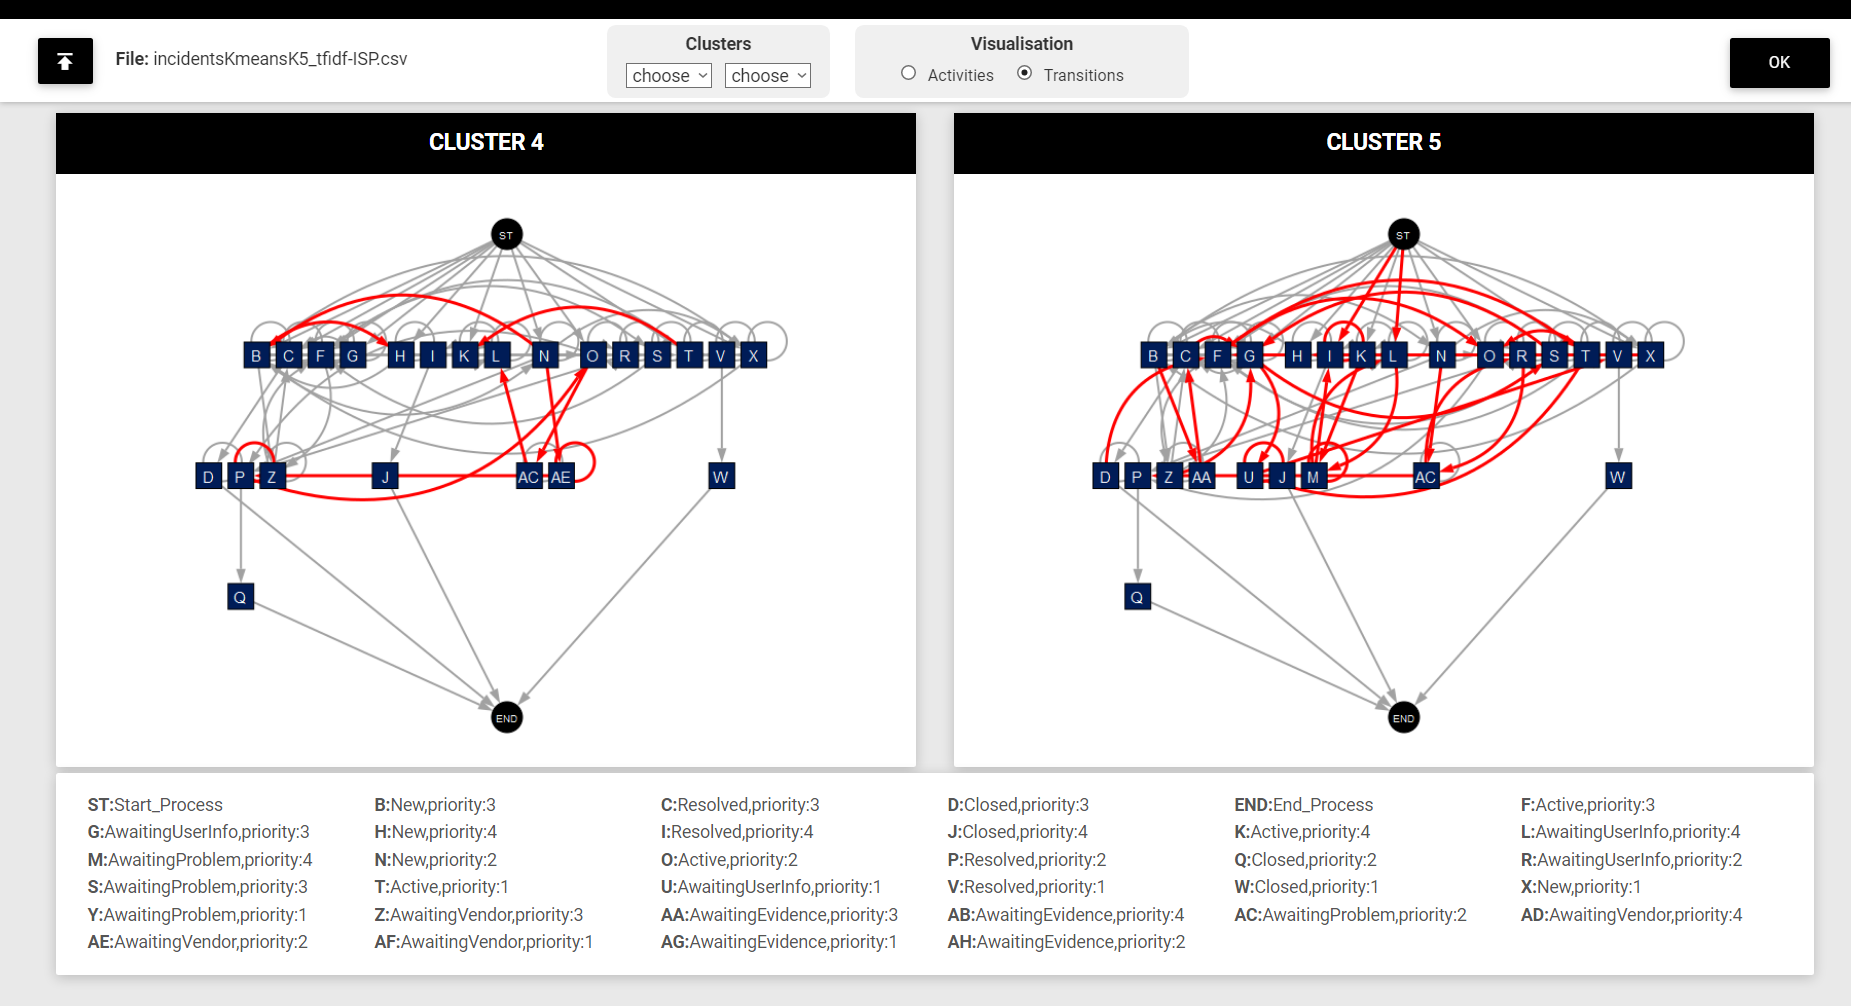 File: incidentsKmeansK5_tfidf-ISP.csv
Clusters
choose choose
Visualisation
Activities Transitions
OK
CLUSTER 4
ST
B C F G H I K L N O R S T V X
D P Z J AC AE W
Q
END
CLUSTER 5
ST
B C F G H I K L N O R S T V X
D P Z AA U J M AC W
Q
END
ST:Start_Process B:New,priority:3 C:Resolved,priority:3 D:Closed,priority:3 END:End_Process F:Active,priority:3
G:AwaitingUserInfo,priority:3 H:New,priority:4 I:Resolved,priority:4 J:Closed,priority:4 K:Active,priority:4 L:AwaitingUserInfo,priority:4
M:AwaitingProblem,priority:4 N:New,priority:2 O:Active,priority:2 P:Resolved,priority:2 Q:Closed,priority:2 R:AwaitingUserInfo,priority:2
S:AwaitingProblem,priority:3 T:Active,priority:1 U:AwaitingUserInfo,priority:1 V:Resolved,priority:1 W:Closed,priority:1 X:New,priority:1
Y:AwaitingProblem,priority:1 Z:AwaitingVendor,priority:3 AA:AwaitingEvidence,priority:3 AB:AwaitingEvidence,priority:4 AC:AwaitingProblem,priority:2 AD:AwaitingVendor,priority:4
AE:AwaitingVendor,priority:2 AF:AwaitingVendor,priority:1 AG:AwaitingEvidence,priority:1 AH:AwaitingEvidence,priority:2